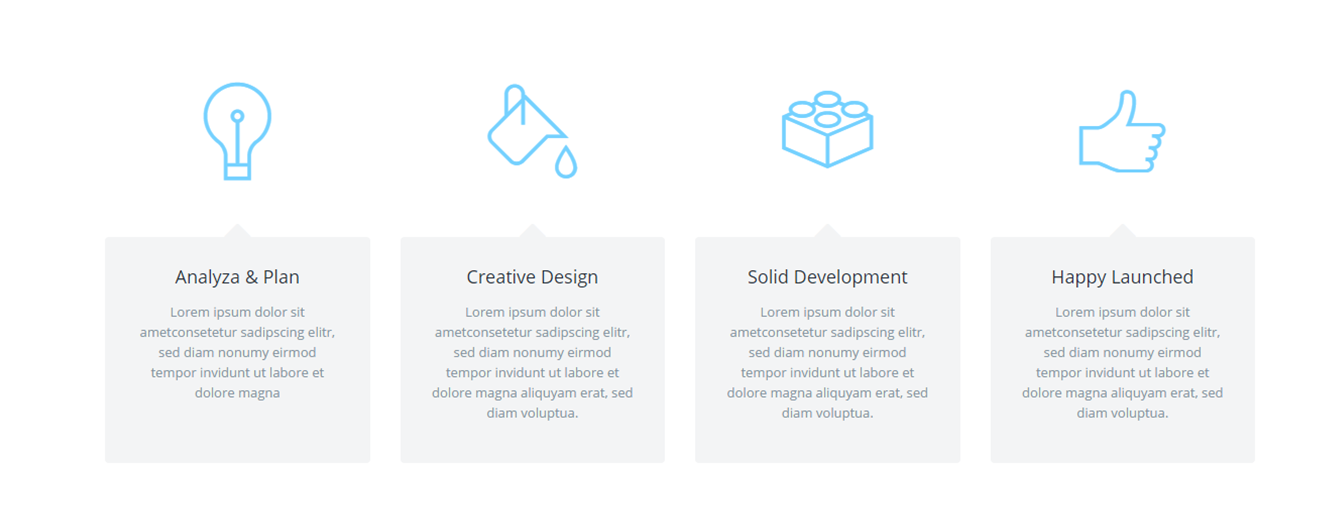 Analyza & Plan
Lorem ipsum dolor sit
ametconsetetur sadipscing elitr,
sed diam nonumy eirmod
tempor invidunt ut labore et
dolore magna
Creative Design
Lorem ipsum dolor sit
ametconsetetur sadipscing elitr,
sed diam nonumy eirmod
tempor invidunt ut labore et
dolore magna aliquyam erat, sed
diam voluptua.
Solid Development
Lorem ipsum dolor sit
ametconsetetur sadipscing elitr,
sed diam nonumy eirmod
tempor invidunt ut labore et
dolore magna aliquyam erat, sed
diam voluptua.
Happy Launched
Lorem ipsum dolor sit
ametconsetetur sadipscing elitr,
sed diam nonumy eirmod
tempor invidunt ut labore et
dolore magna aliquyam erat, sed
diam voluptua.